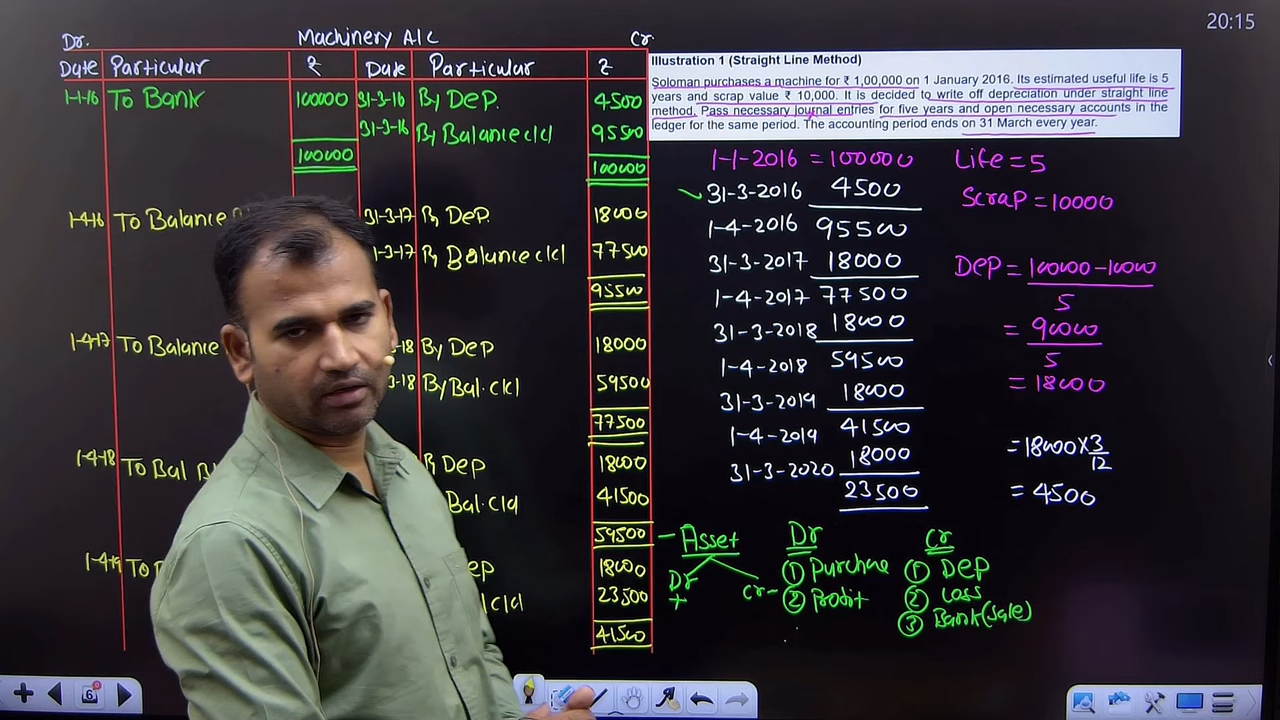 20:15
Dr. Machinery A/c Cr.
Date Particular ₹ Date Particular ₹
1-1-16 To Bank 100000 31-3-16 By Dep. 4500
31-3-16 By Balance c/d 95500
100000 100000
1-4-16 To Balance 31-3-17 By Dep. 18000
1-3-17 By Balance c/d 77500
95500
1-4-17 To Balance -18 By Dep 18000
3-18 By Bal. c/d 59500
77500
1-4-18 To Bal B By Dep 18000
Bal. c/d 41500
59500
1-4-19 To ep 18000
c/d 23500
41500
Illustration 1 (Straight Line Method)
Soloman purchases a machine for ₹ 1,00,000 on 1 January 2016. Its estimated useful life is 5
years and scrap value ₹ 10,000. It is decided to write off depreciation under straight line
method. Pass necessary journal entries for five years and open necessary accounts in the
ledger for the same period. The accounting period ends on 31 March every year.
1-1-2016 = 100000
31-3-2016 4500
1-4-2016 95500
31-3-2017 18000
1-4-2017 77500
31-3-2018 18000
1-4-2018 59500
31-3-2019 18000
1-4-2019 41500
31-3-2020 18000
23500
Life = 5
Scrap = 10000
Dep = 100000-10000
5
= 90000
5
= 18000
= 18000 × 3
12
= 4500
- Asset
Dr Cr -
+
Dr
① Purchase
② Profit
Cr
① Dep
② Loss
③ Bank (Sale)
6